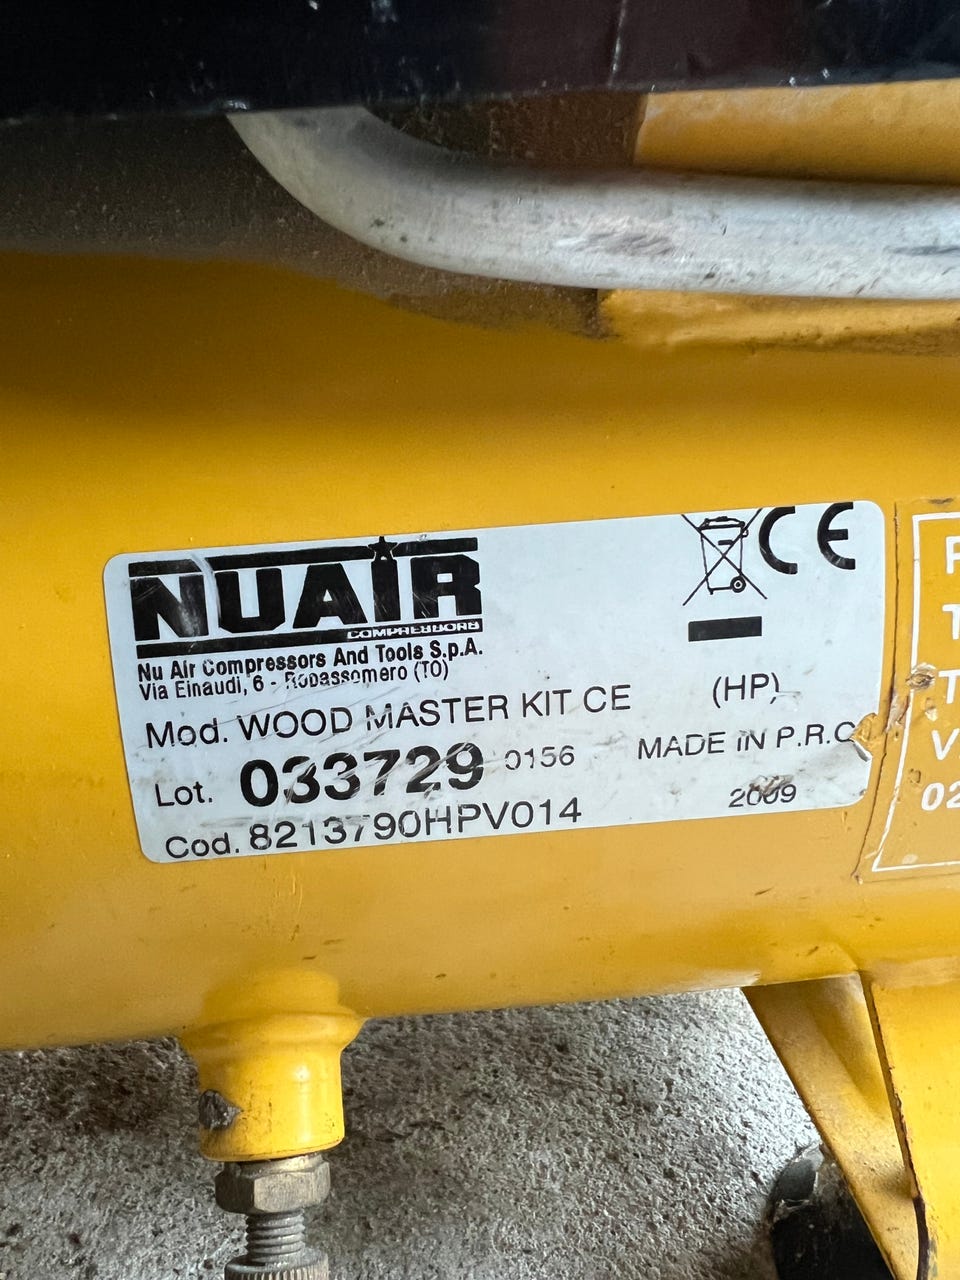 NUAIR
COMPRESSORS
Nu Air Compressors And Tools S.p.A.
Via Einaudi, 6 - Robassomero (TO)
Mod. WOOD MASTER KIT CE (HP)
Lot. 033729 0156 MADE IN P.R.C
Cod. 8213790HPV014 2009
CE
P
T
T
V
02